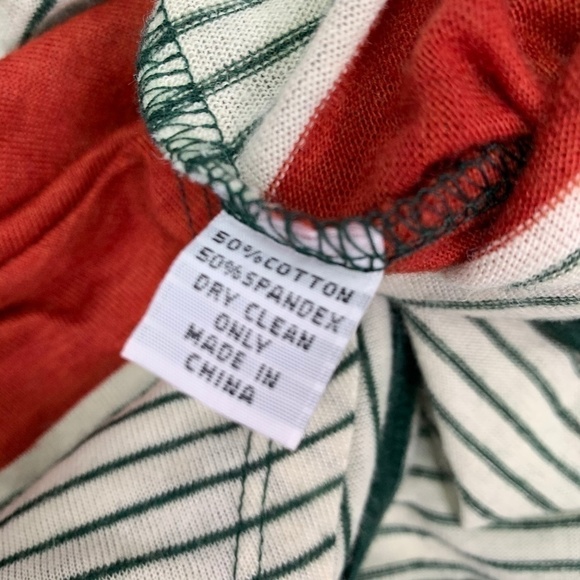 50%COTTON
50%SPANDEX
DRY CLEAN
ONLY
MADE IN
CHINA